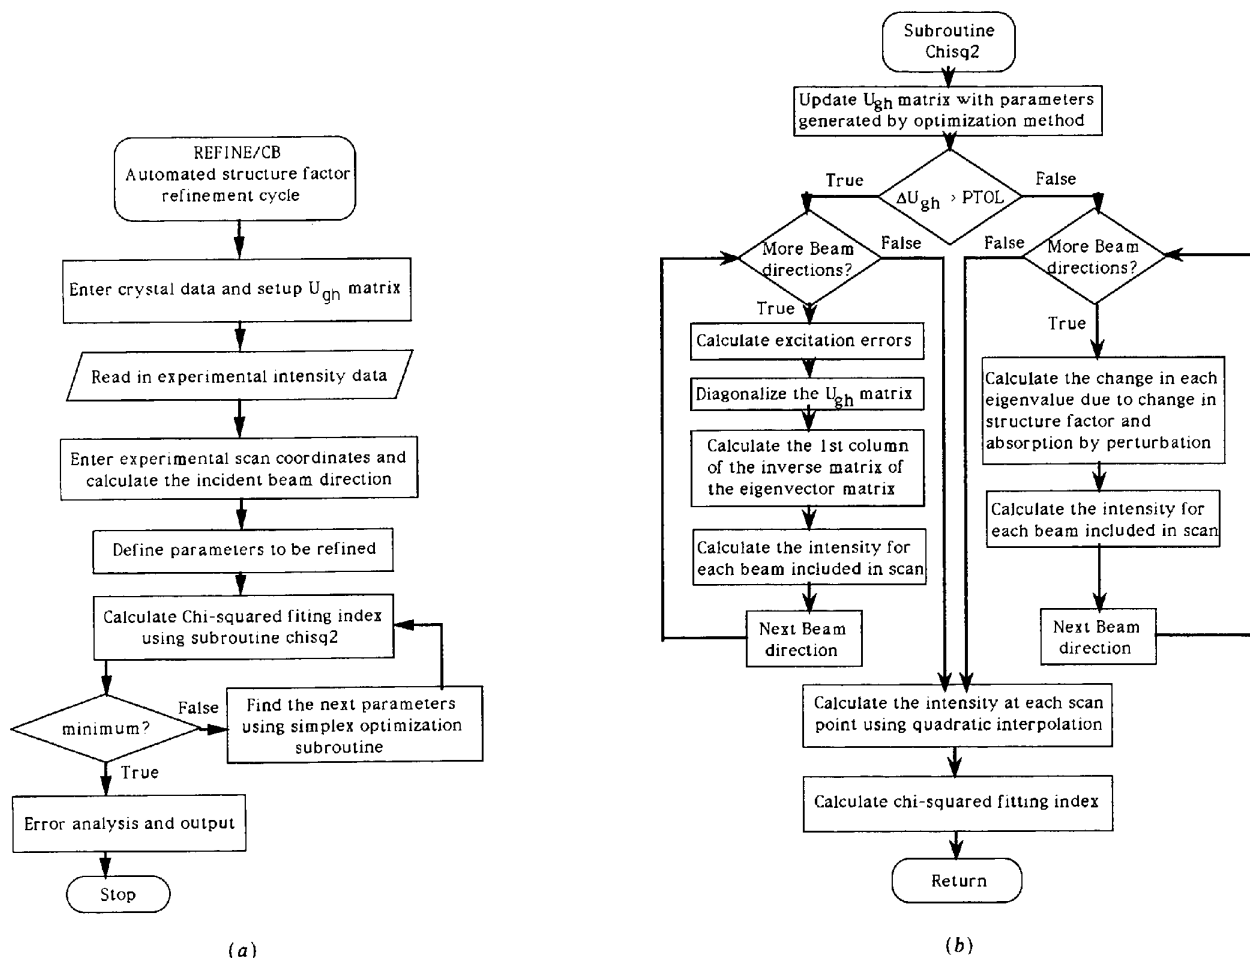 REFINE/CB
Automated structure factor
refinement cycle
Enter crystal data and setup Ugh matrix
Read in experimental intensity data
Enter experimental scan coordinates and
calculate the incident beam direction
Define parameters to be refined
Calculate Chi-squared fiting index
using subroutine chisq2
minimum?
False
Find the next parameters
using simplex optimization
subroutine
True
Error analysis and output
Stop
(a)
Subroutine
Chisq2
Update Ugh matrix with parameters
generated by optimization method
True
ΔUgh > PTOL
False
More Beam
directions?
False
True
Calculate excitation errors
Diagonalize the Ugh matrix
Calculate the 1st column
of the inverse matrix of
the eigenvector matrix
Calculate the intensity for
each beam included in scan
Next Beam
direction
False
More Beam
directions?
True
Calculate the change in each
eigenvalue due to change in
structure factor and
absorption by perturbation
Calculate the intensity for
each beam included in scan
Next Beam
direction
Calculate the intensity at each scan
point using quadratic interpolation
Calculate chi-squared fitting index
Return
(b)